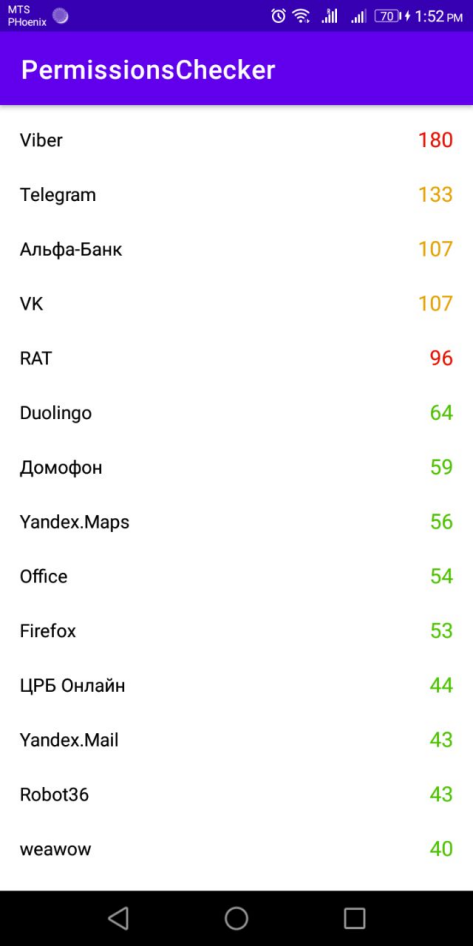 MTS
PHoenix
70 1:52 PM
PermissionsChecker
Viber 180
Telegram 133
Альфа-Банк 107
VK 107
RAT 96
Duolingo 64
Домофон 59
Yandex.Maps 56
Office 54
Firefox 53
ЦРБ Онлайн 44
Yandex.Mail 43
Robot36 43
weawow 40